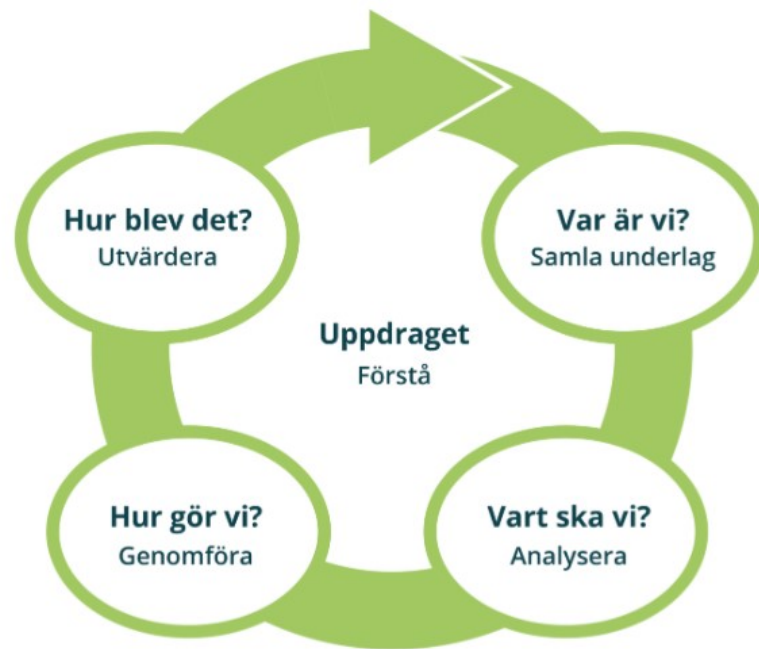 Hur blev det?
Utvärdera
Var är vi?
Samla underlag
Uppdraget
Förstå
Hur gör vi?
Genomföra
Vart ska vi?
Analysera